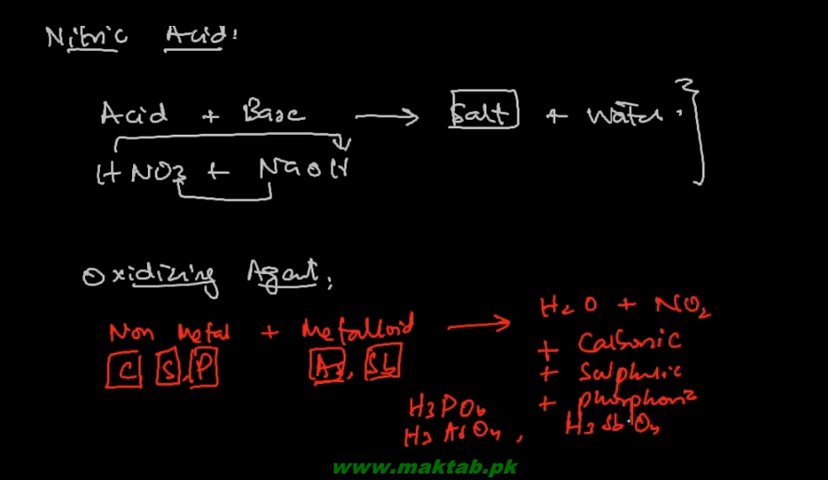 Nitric Acid:
Acid + Base → Salt + Water.
HNO3 + NaOH
Oxidizing Agent,
Non Metal + Metalloid → H2O + NO2
C S, P As, Sb + Carbonic
+ Sulphuric
H3PO4 + phosphoric
H3AsO4, H3SbO4
www.maktab.pk